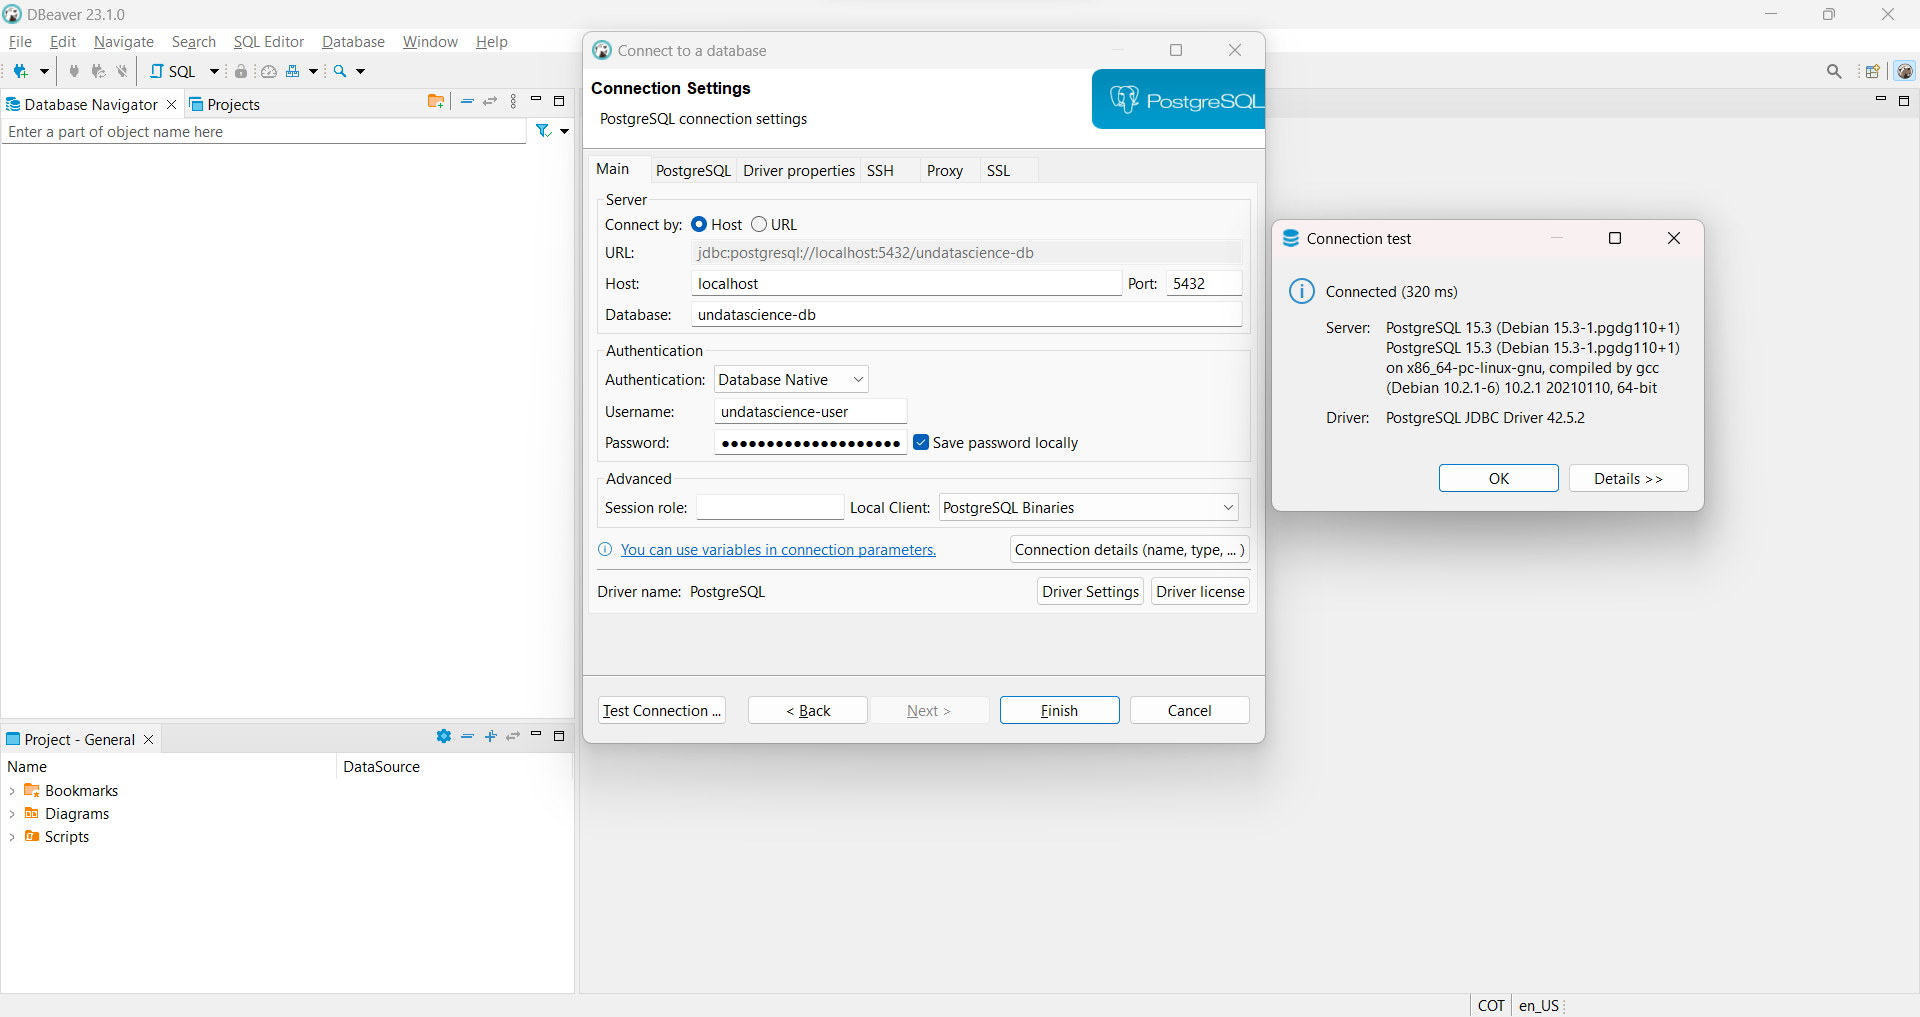 DBeaver 23.1.0
File Edit Navigate Search SQL Editor Database Window Help
SQL
Database Navigator Projects
Enter a part of object name here
Project - General
Name DataSource
Bookmarks
Diagrams
Scripts
Connect to a database
Connection Settings
PostgreSQL connection settings
PostgreSQL
Main PostgreSQL Driver properties SSH Proxy SSL
Server
Connect by: Host URL
URL: jdbc:postgresql://localhost:5432/undatascience-db
Host: localhost Port: 5432
Database: undatascience-db
Authentication
Authentication: Database Native
Username: undatascience-user
Password: ●●●●●●●●●●●●●●●●●●●● Save password locally
Advanced
Session role: Local Client: PostgreSQL Binaries
You can use variables in connection parameters. Connection details (name, type, ... )
Driver name: PostgreSQL Driver Settings Driver license
Test Connection ... < Back Next > Finish Cancel
Connection test
Connected (320 ms)
Server: PostgreSQL 15.3 (Debian 15.3-1.pgdg110+1)
PostgreSQL 15.3 (Debian 15.3-1.pgdg110+1)
on x86_64-pc-linux-gnu, compiled by gcc
(Debian 10.2.1-6) 10.2.1 20210110, 64-bit
Driver: PostgreSQL JDBC Driver 42.5.2
OK Details >>
COT en_US